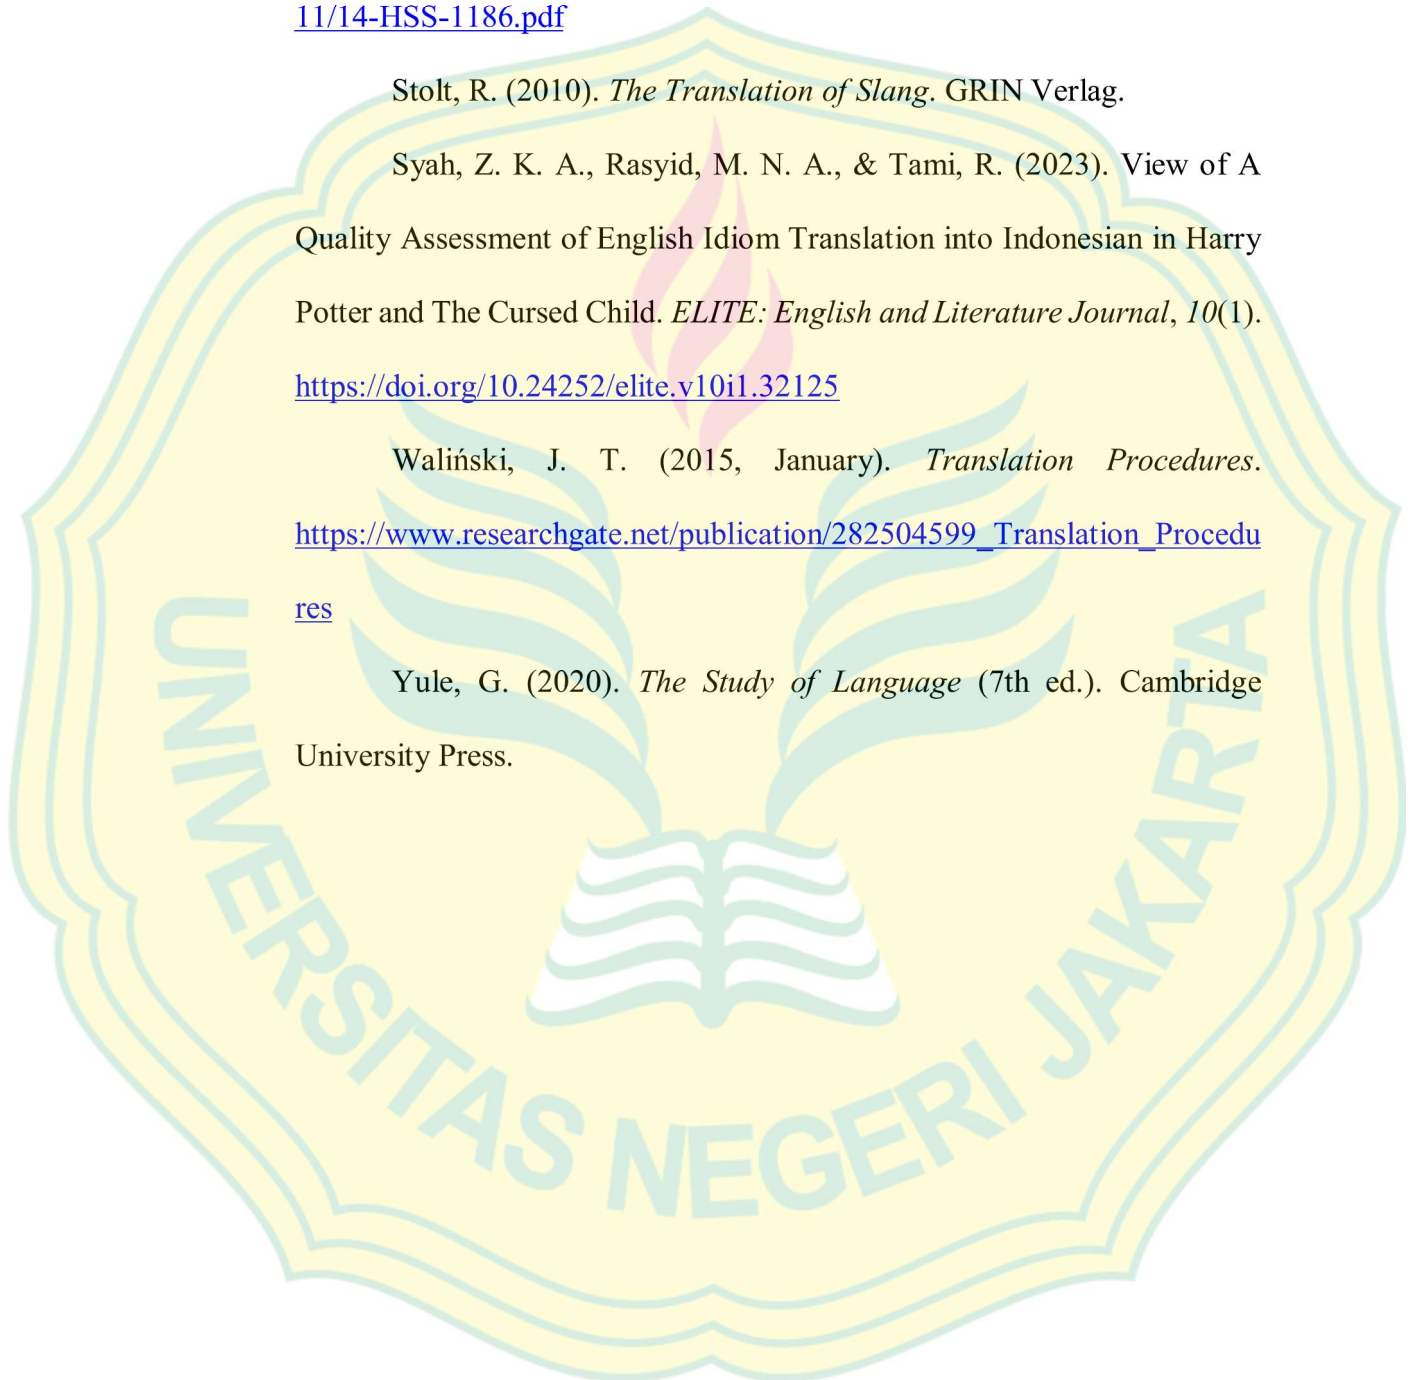 11/14-HSS-1186.pdf
Stolt, R. (2010). The Translation of Slang. GRIN Verlag.
Syah, Z. K. A., Rasyid, M. N. A., & Tami, R. (2023). View of A
Quality Assessment of English Idiom Translation into Indonesian in Harry
Potter and The Cursed Child. ELITE: English and Literature Journal, 10(1).
https://doi.org/10.24252/elite.v10i1.32125
Waliński, J. T. (2015, January). Translation Procedures.
https://www.researchgate.net/publication/282504599_Translation_Procedu
res
Yule, G. (2020). The Study of Language (7th ed.). Cambridge
University Press.
UNIVERSITAS NEGERI JAKARTA